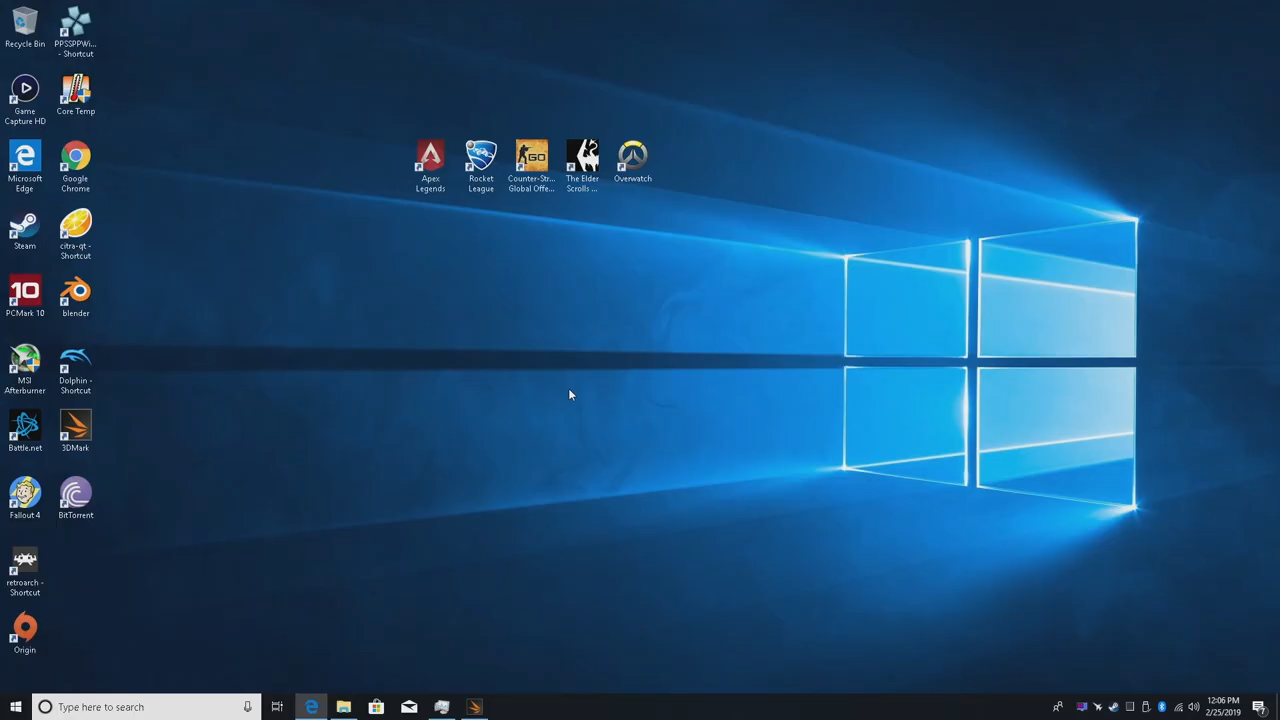 Recycle Bin
PPSSPPWi...
- Shortcut
Game
Capture HD
Core Temp
Microsoft
Edge
Google
Chrome
Steam
citra-qt -
Shortcut
10
PCMark 10
blender
MSI
Afterburner
Dolphin -
Shortcut
Battle.net
3DMark
Fallout 4
BitTorrent
retroarch -
Shortcut
Origin
Apex
Legends
Rocket
League
GO
Counter-Str...
Global Offe...
The Elder
Scrolls ...
Overwatch
Type here to search
12:06 PM
2/25/2019